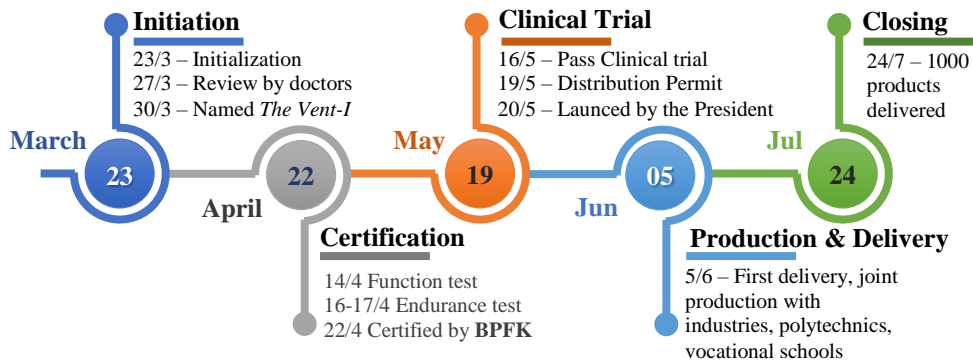 Initiation
23/3 – Initialization
27/3 – Review by doctors
30/3 – Named The Vent-I
March
23
22
April
Certification
14/4 Function test
16-17/4 Endurance test
22/4 Certified by BPFK
Clinical Trial
16/5 – Pass Clinical trial
19/5 – Distribution Permit
20/5 – Launced by the President
May
19
05
Jun
Production & Delivery
5/6 – First delivery, joint
production with
industries, polytechnics,
vocational schools
Closing
24/7 – 1000
products
delivered
Jul
24